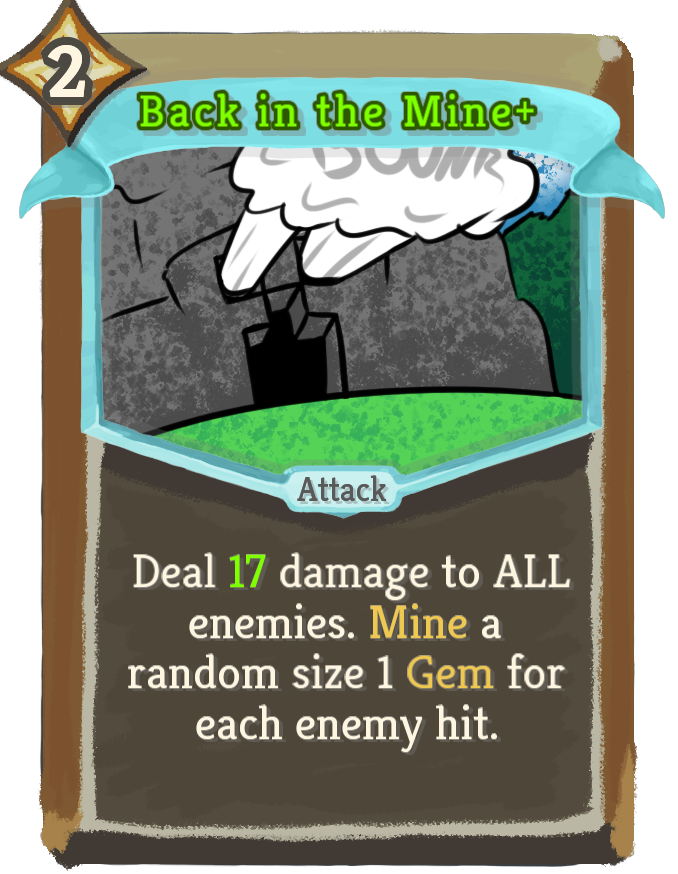 2
Back in the Mine+
Attack
Deal 17 damage to ALL
enemies. Mine a
random size 1 Gem for
each enemy hit.